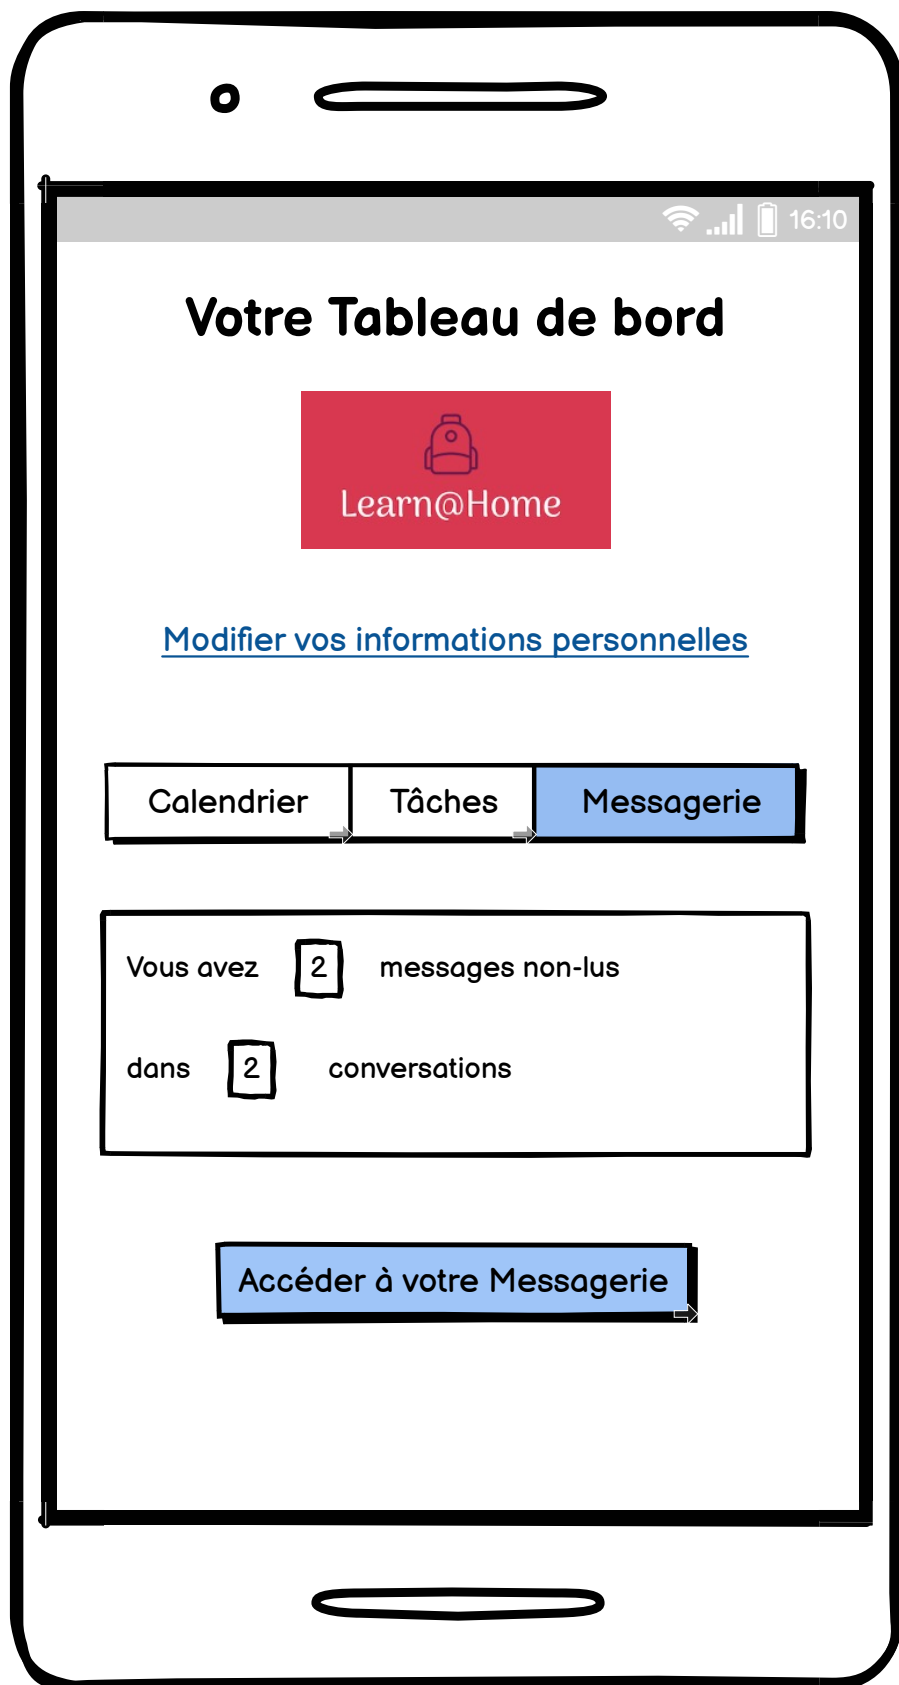 16:10
Votre Tableau de bord
Learn@Home
Modifier vos informations personnelles
Calendrier Tâches Messagerie
Vous avez 2 messages non-lus
dans 2 conversations
Accéder à votre Messagerie